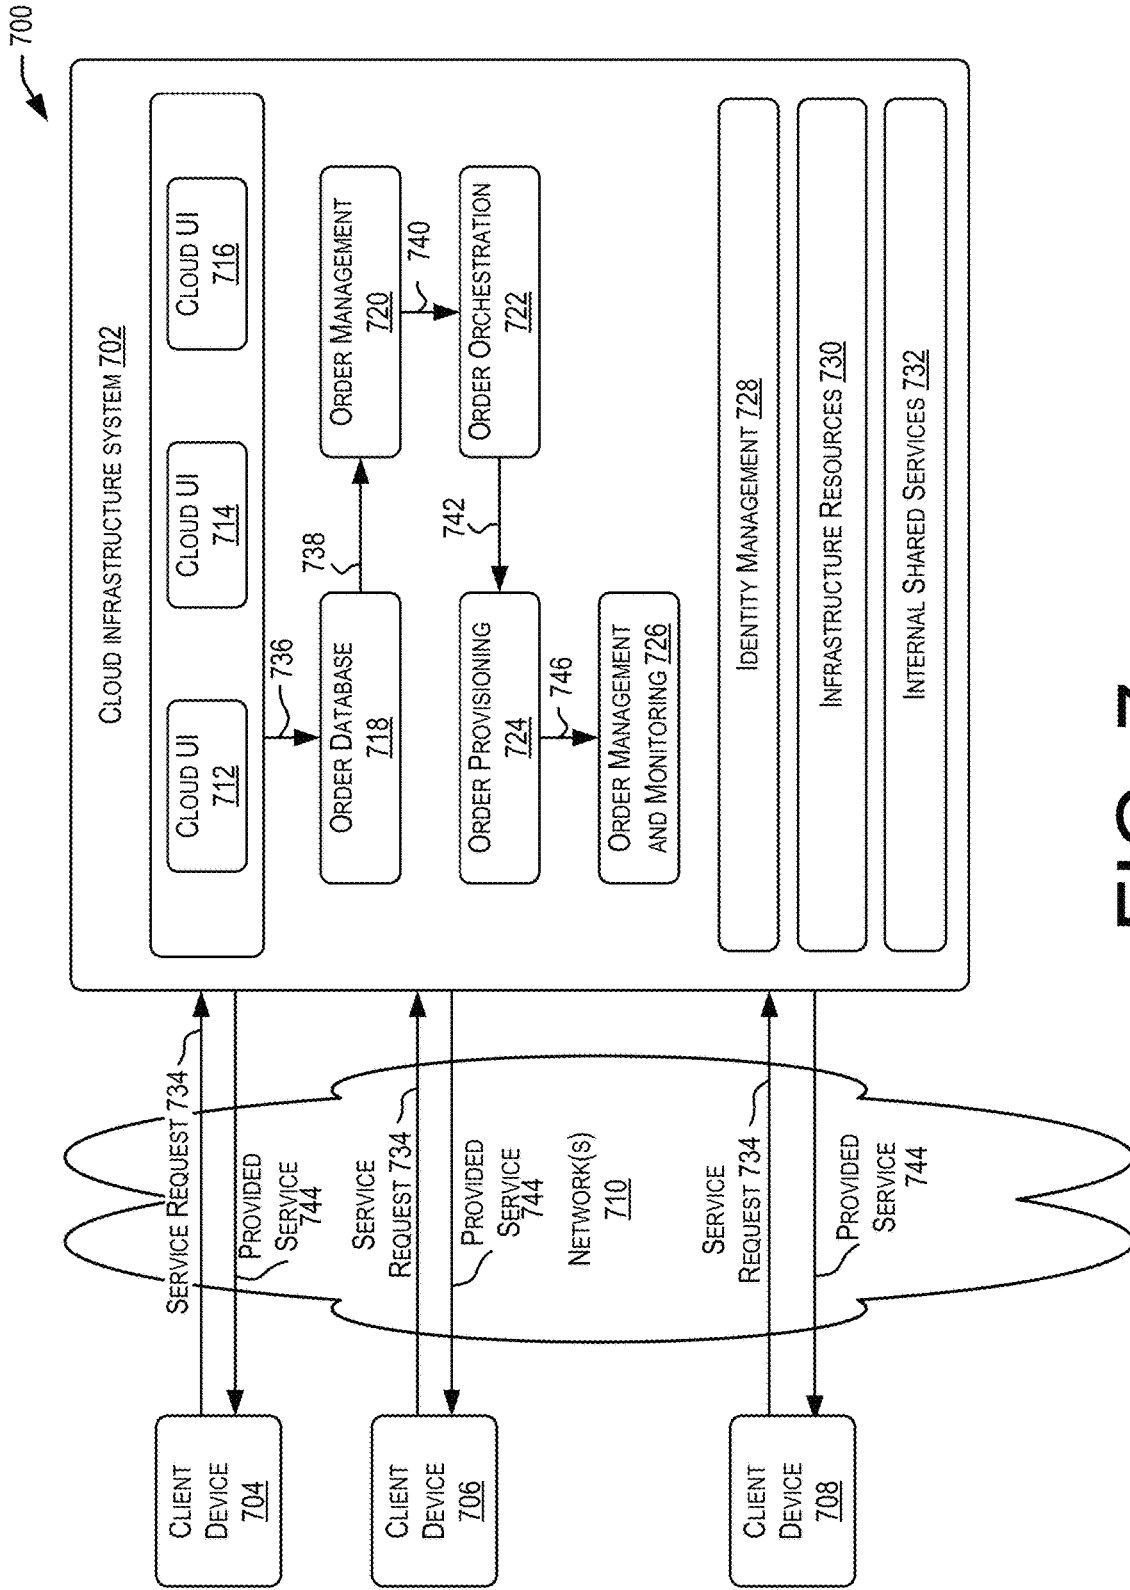 700
CLOUD INFRASTRUCTURE SYSTEM 702
CLOUD UI
712
CLOUD UI
714
CLOUD UI
716
736
ORDER DATABASE
718
738
ORDER MANAGEMENT
720
740
ORDER ORCHESTRATION
722
742
ORDER PROVISIONING
724
746
ORDER MANAGEMENT
AND MONITORING 726
IDENTITY MANAGEMENT 728
INFRASTRUCTURE RESOURCES 730
INTERNAL SHARED SERVICES 732
SERVICE REQUEST 734
PROVIDED
SERVICE
744
SERVICE
REQUEST 734
PROVIDED
SERVICE
744
NETWORK(S)
710
SERVICE
REQUEST 734
PROVIDED
SERVICE
744
CLIENT
DEVICE
704
CLIENT
DEVICE
706
CLIENT
DEVICE
708